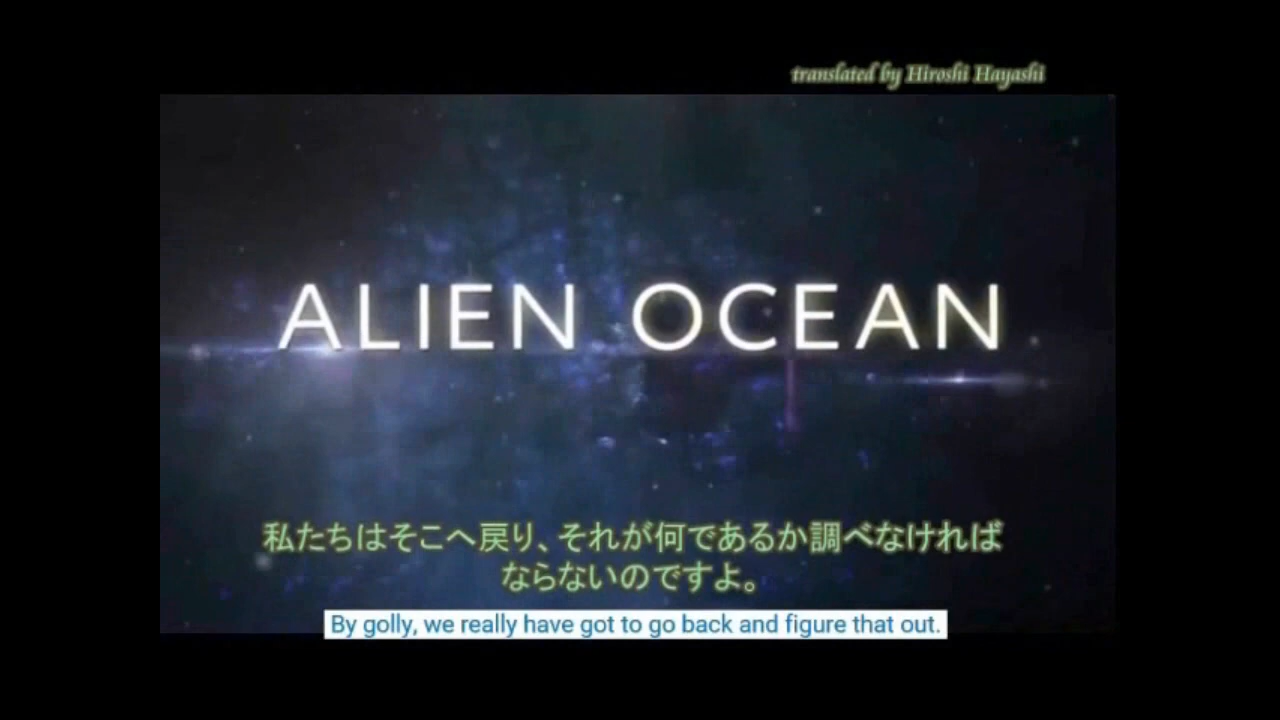 translated by Hiroshi Hayashi
ALIEN OCEAN
私たちはそこへ戻り、それが何であるか調べなければ
ならないのですよ。
By golly, we really have got to go back and figure that out.